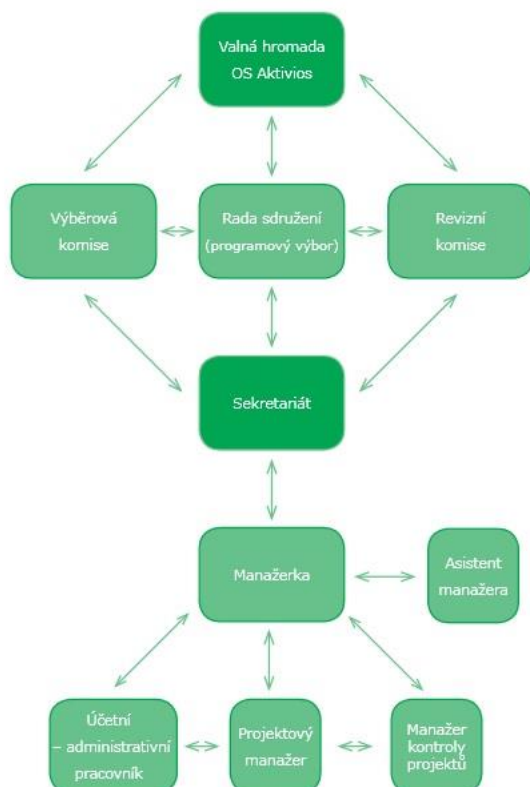 Valná hromada
OS Aktivios
Výběrová
komise
Rada sdružení
(programový výbor)
Revizní
komise
Sekretariát
Manažerka
Asistent
manažera
Účetní
– administrativní
pracovník
Projektový
manažer
Manažer
kontroly
projektů